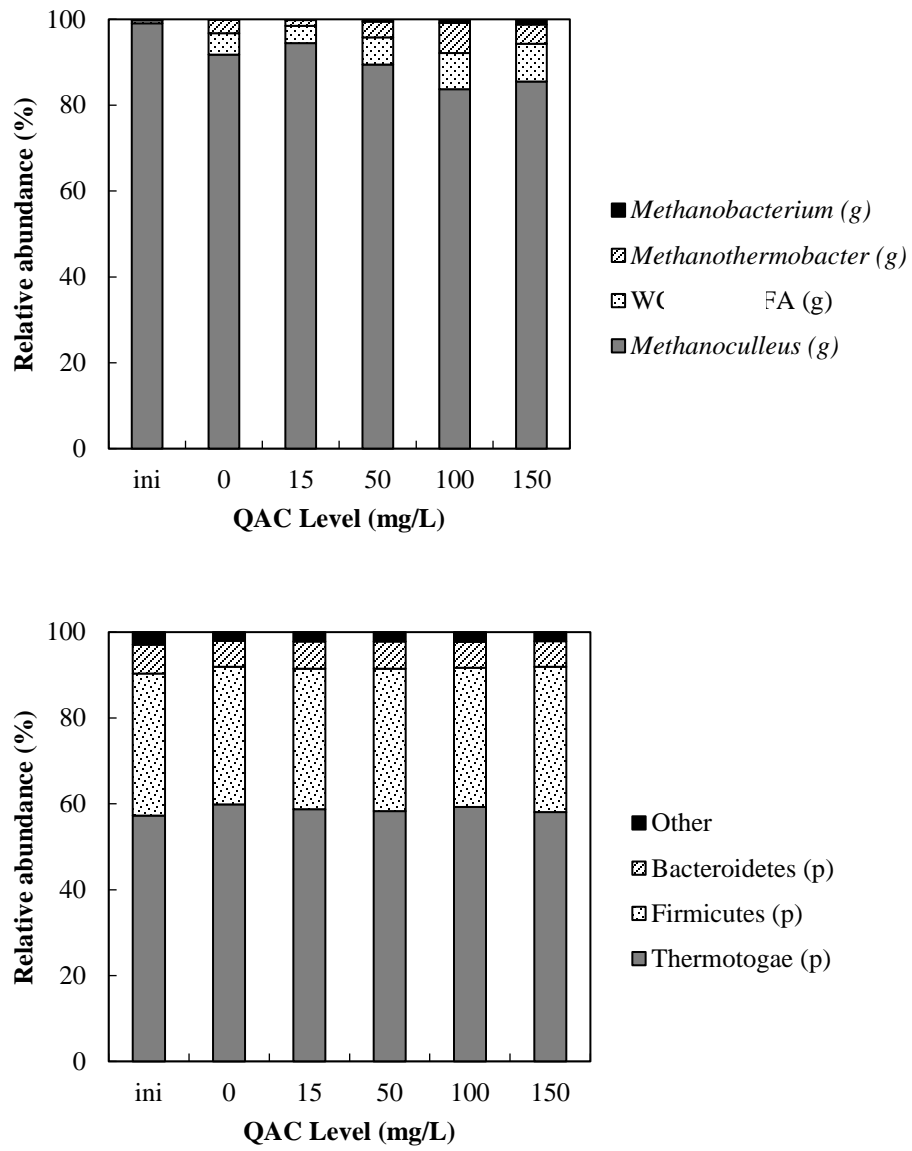 Relative abundance (%)
100
80
60
40
20
0
ini 0 15 50 100 150
QAC Level (mg/L)
Methanobacterium (g)
Methanothermobacter (g)
FA (g)
Methanoculleus (g)
Relative abundance (%)
100
80
60
40
20
0
ini 0 15 50 100 150
QAC Level (mg/L)
Other
Bacteroidetes (p)
Firmicutes (p)
Thermotogae (p)